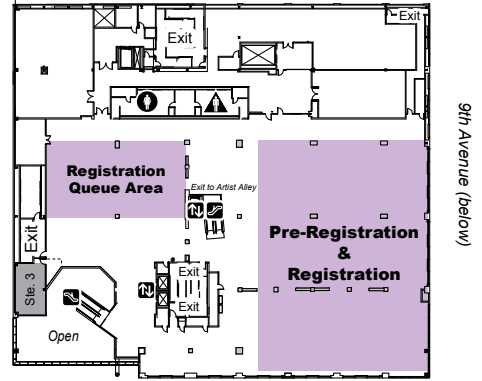 Exit
Exit
9th Avenue (below)
Registration
Queue Area
Exit to Artist Alley
Pre-Registration
&
Registration
Exit
Exit
Exit
Ste. 3
Open